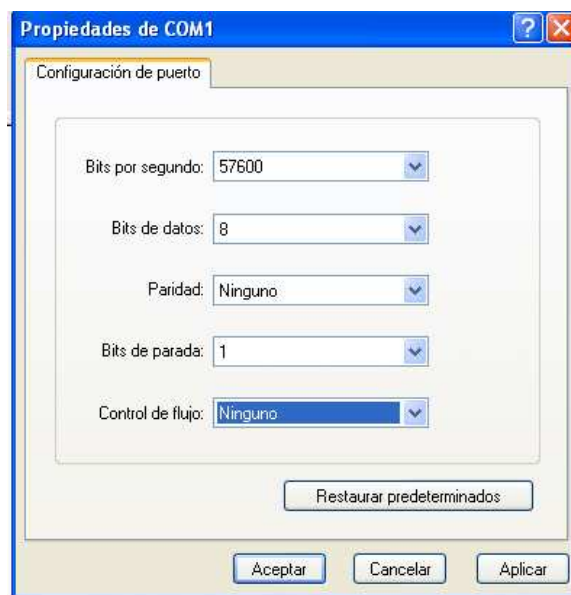 Propiedades de COM1
Configuración de puerto
Bits por segundo: 57600
Bits de datos: 8
Paridad: Ninguno
Bits de parada: 1
Control de flujo: Ninguno
Restaurar predeterminados
Aceptar Cancelar Aplicar